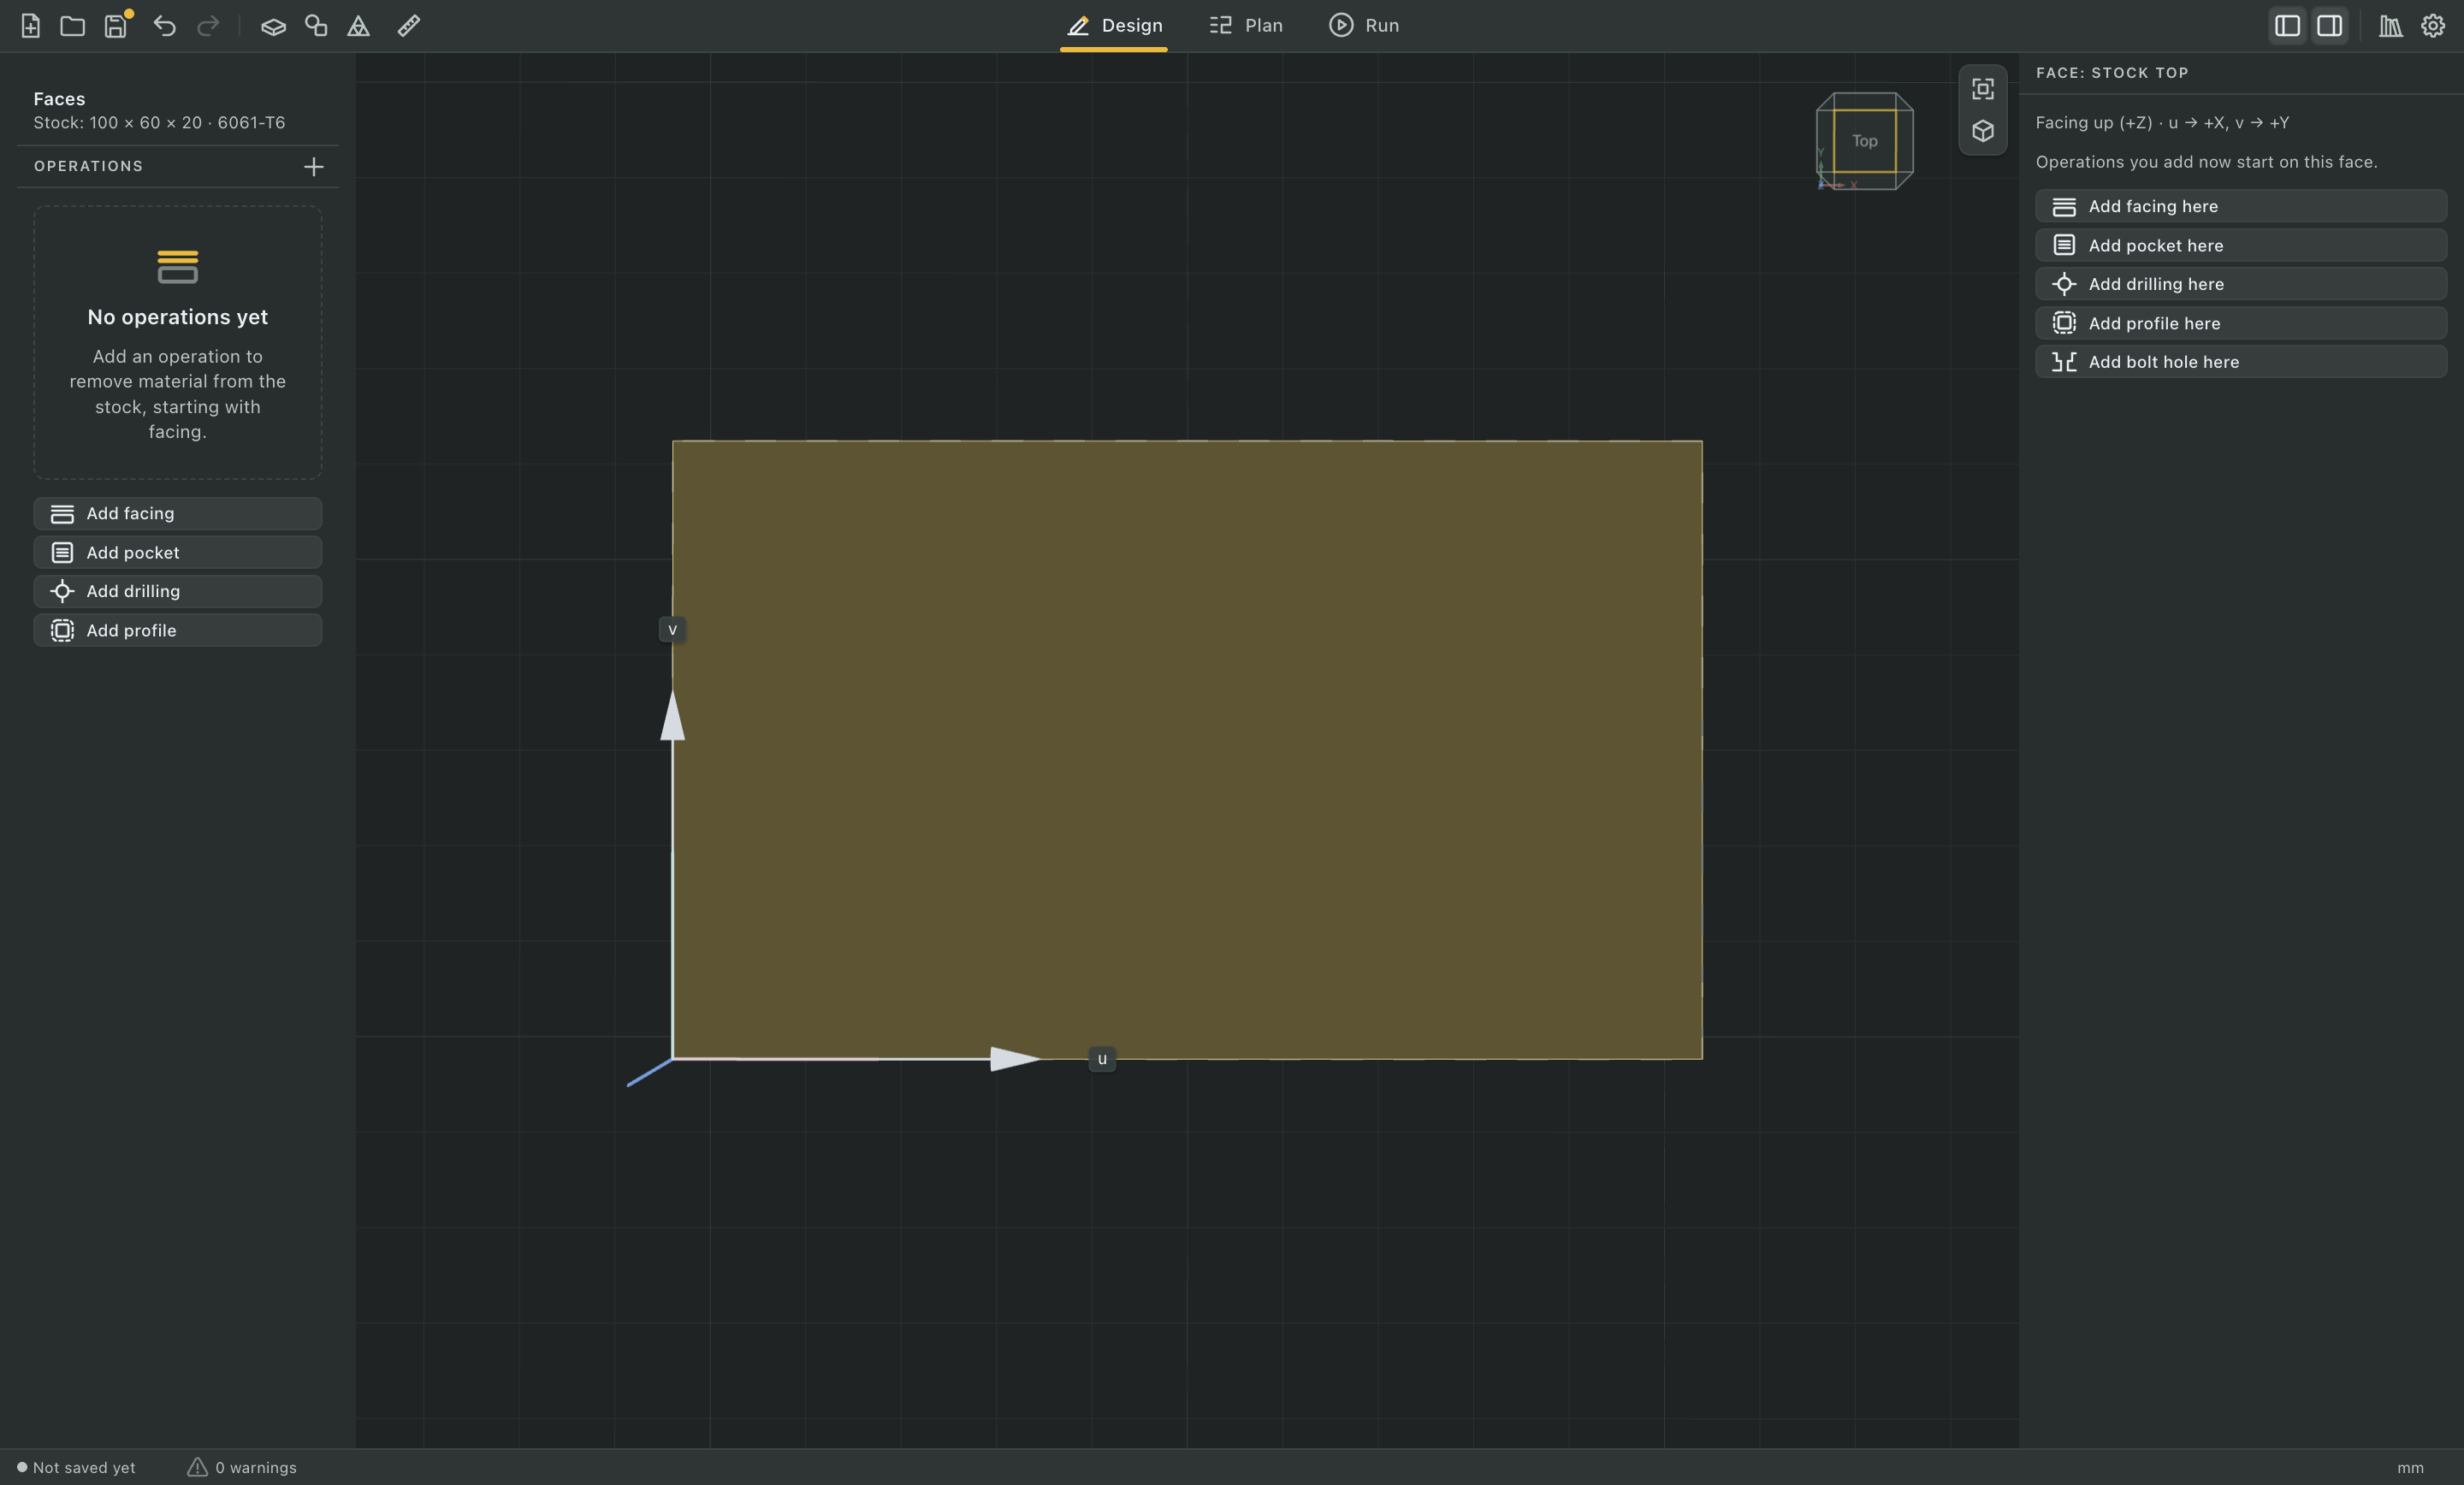 Design
Plan
Run
Faces
Stock: 100 × 60 × 20 · 6061-T6
OPERATIONS
No operations yet
Add an operation to
remove material from the
stock, starting with
facing.
Add facing
Add pocket
Add drilling
Add profile
Top
Y
X
v
u
FACE: STOCK TOP
Facing up (+Z) · u → +X, v → +Y
Operations you add now start on this face.
Add facing here
Add pocket here
Add drilling here
Add profile here
Add bolt hole here
Not saved yet
0 warnings
mm